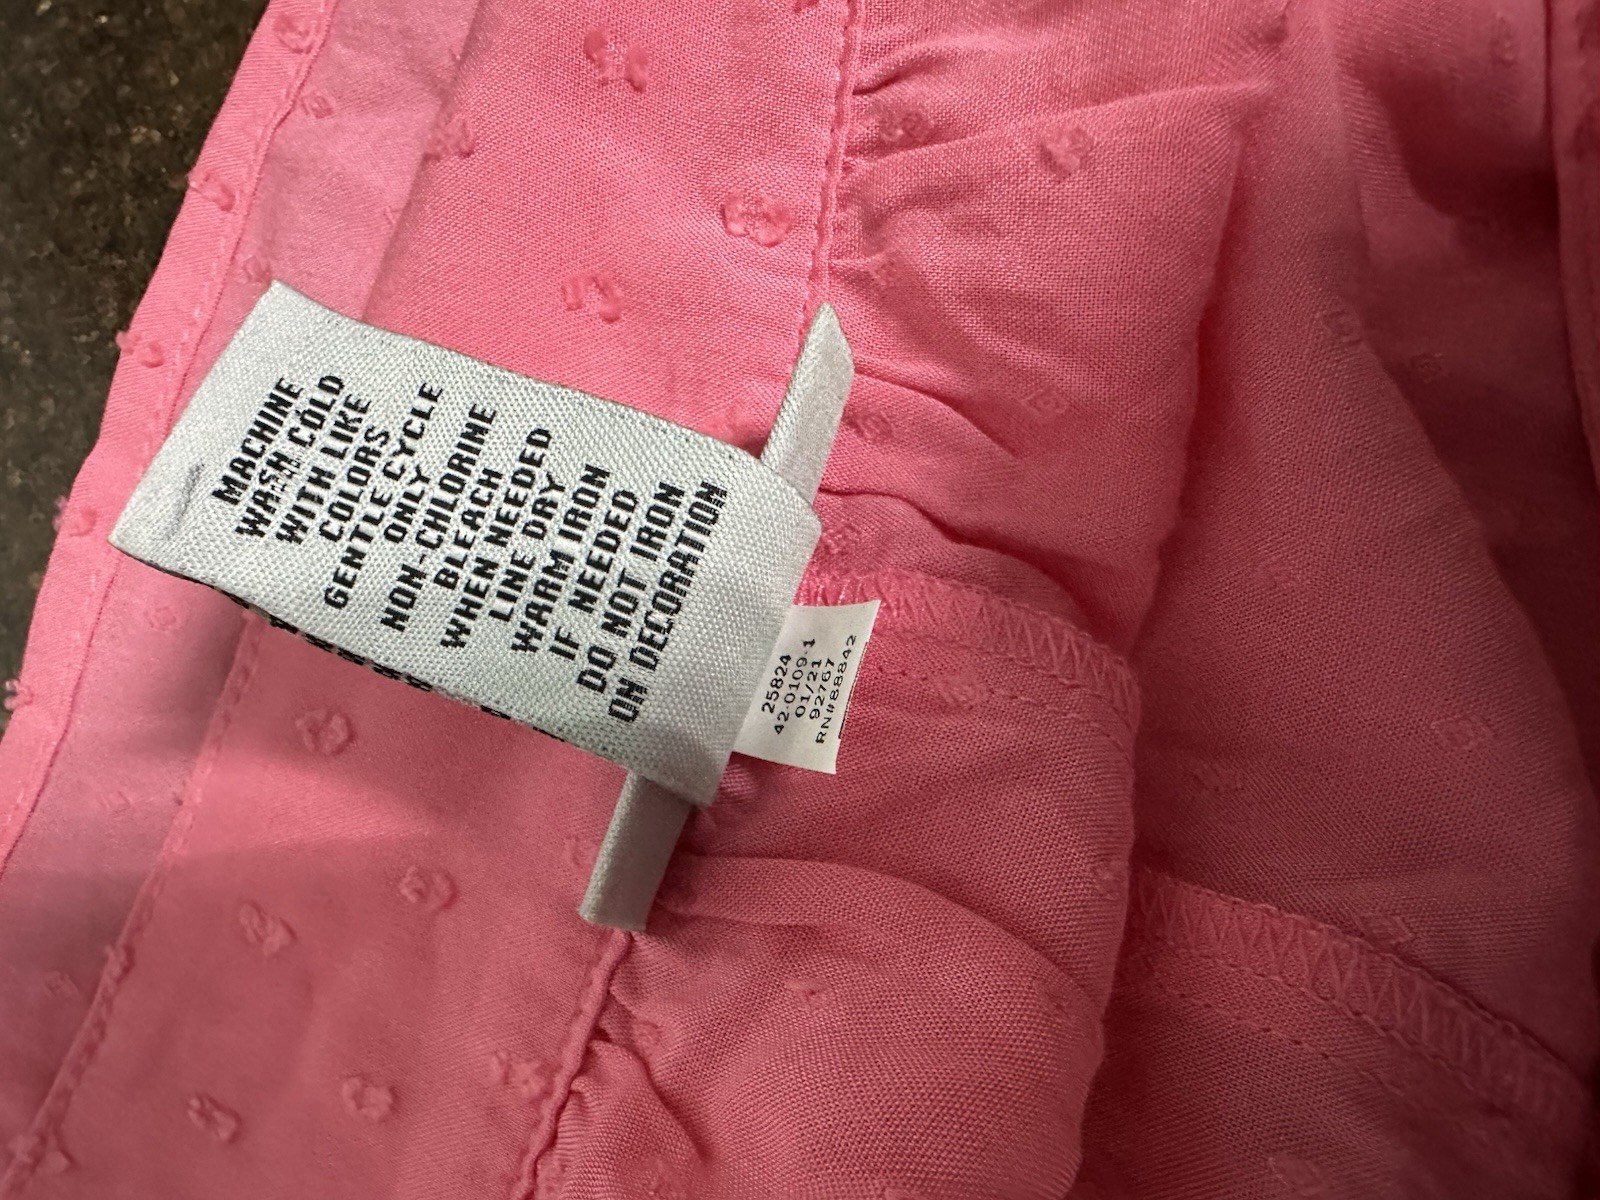 MACHINE
WASH COLD
WITH LIKE
COLORS
GENTLE CYCLE
ONLY
NON-CHLORINE
BLEACH
WHEN NEEDED
LINE DRY
WARM IRON
IF NEEDED
DO NOT IRON
ON DECORATION
25824
42-0109-1
01/21
92767
RN#88842